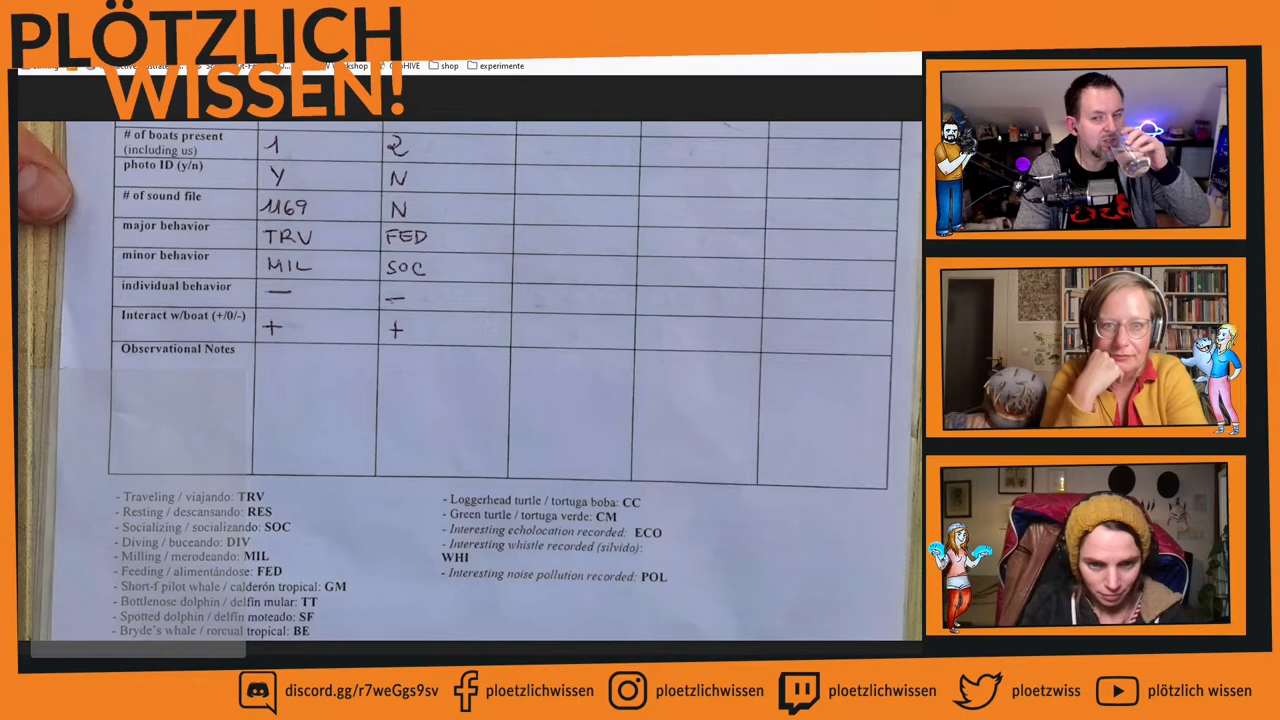 PLÖTZLICH
WISSEN!
shop
experimente
# of boats present (including us) 1 2
photo ID (y/n) Y N
# of sound file 1169 N
major behavior TRV FED
minor behavior MIL SOC
individual behavior — –
Interact w/boat (+/0/-) + +
Observational Notes
- Traveling / viajando: TRV
- Resting / descansando: RES
- Socializing / socializando: SOC
- Diving / buceando: DIV
- Milling / merodeando: MIL
- Feeding / alimentándose: FED
- Short-f pilot whale / calderón tropical: GM
- Bottlenose dolphin / delfín mular: TT
- Spotted dolphin / delfín moteado: SF
- Bryde's whale / rorcual tropical: BE
- Loggerhead turtle / tortuga boba: CC
- Green turtle / tortuga verde: CM
- Interesting echolocation recorded: ECO
- Interesting whistle recorded (silvido):
WHI
- Interesting noise pollution recorded: POL
discord.gg/r7weGgs9sv ploetzlichwissen ploetzlichwissen ploetzlichwissen ploetzwiss plötzlich wissen